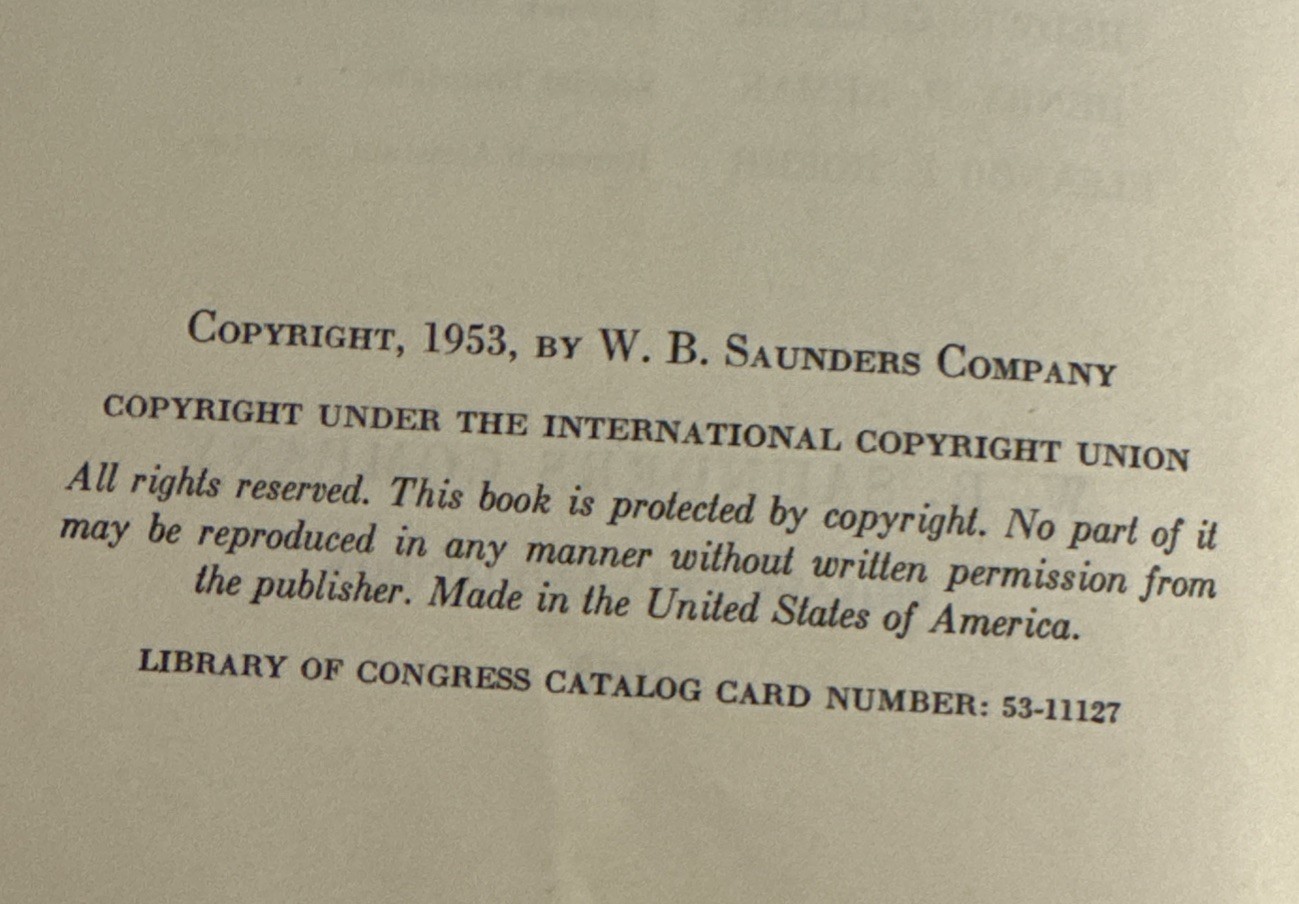 COPYRIGHT, 1953, BY W. B. SAUNDERS COMPANY
COPYRIGHT UNDER THE INTERNATIONAL COPYRIGHT UNION
All rights reserved. This book is protected by copyright. No part of it
may be reproduced in any manner without written permission from
the publisher. Made in the United States of America.
LIBRARY OF CONGRESS CATALOG CARD NUMBER: 53-11127